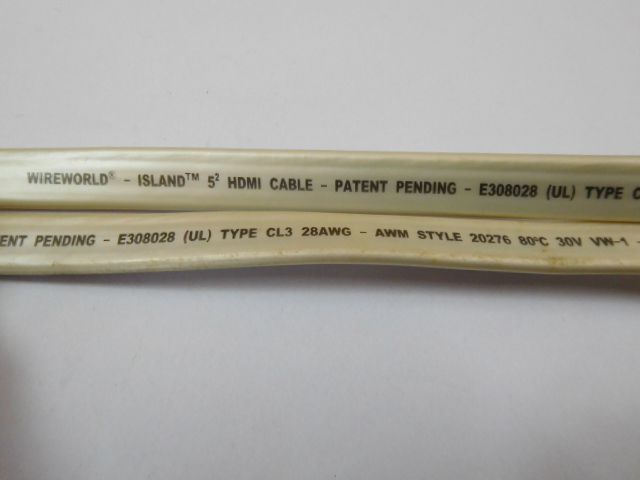 WIREWORLD® - ISLAND™ 5² HDMI CABLE - PATENT PENDING - E308028 (UL) TYPE C
ENT PENDING - E308028 (UL) TYPE CL3 28AWG - AWM STYLE 20276 80°C 30V VW-1 -